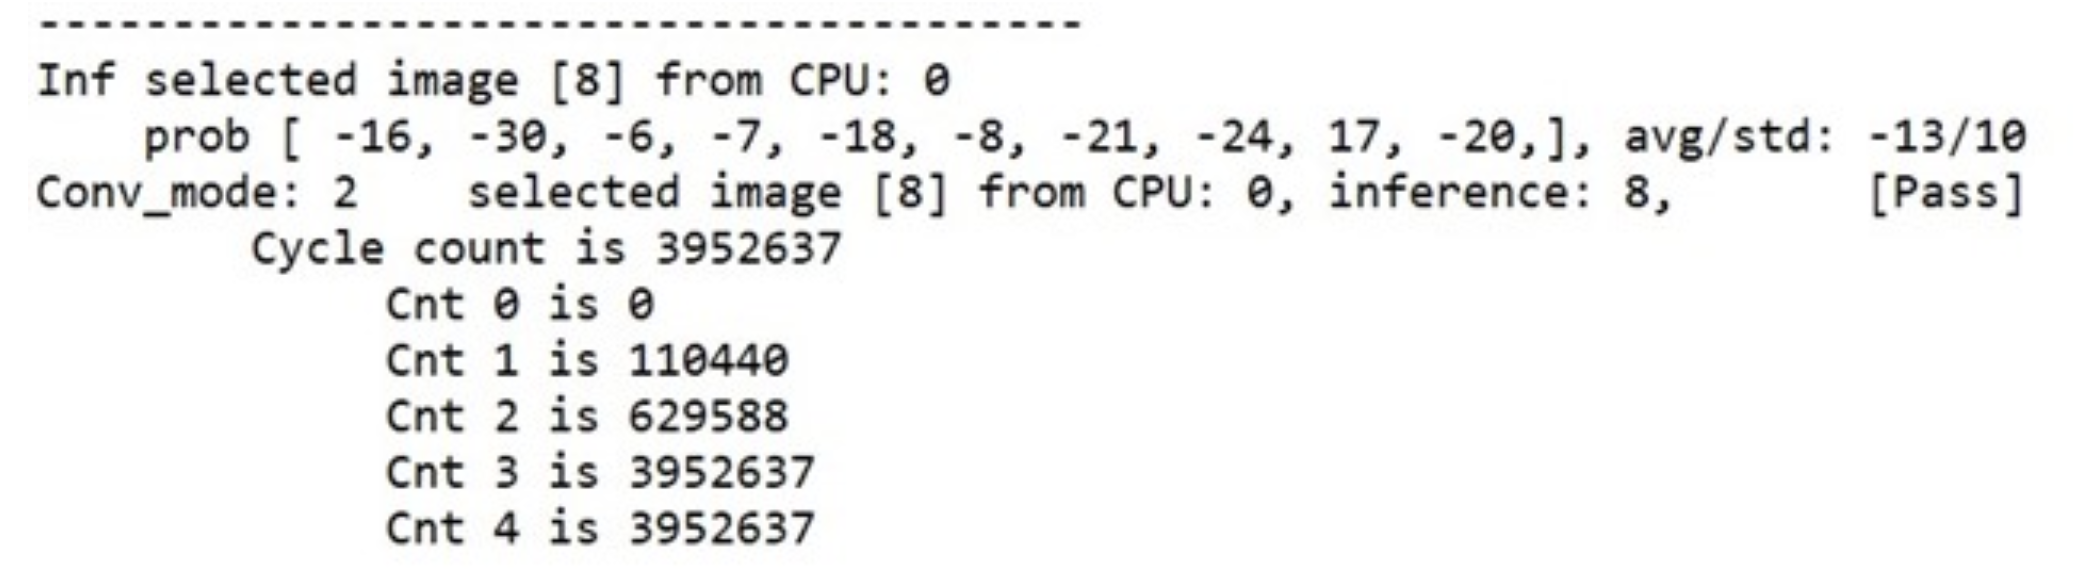 ---------------------------------------
Inf selected image [8] from CPU: 0
prob [ -16, -30, -6, -7, -18, -8, -21, -24, 17, -20,], avg/std: -13/10
Conv_mode: 2 selected image [8] from CPU: 0, inference: 8, [Pass]
Cycle count is 3952637
Cnt 0 is 0
Cnt 1 is 110440
Cnt 2 is 629588
Cnt 3 is 3952637
Cnt 4 is 3952637